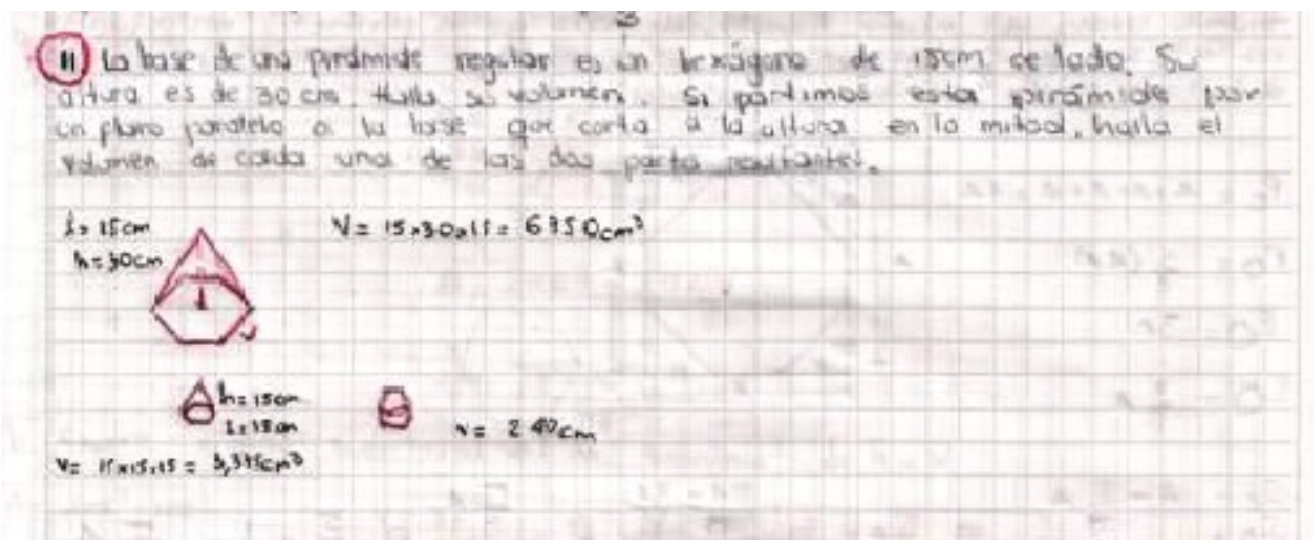 11) La base de una pirámide regular es un hexágono de 15cm de lado. Su
altura es de 30 cm. Halla su volumen. Si partimos esta pirámide por
un plano paralelo a la base que corta a la altura en la mitad, halla el
volumen de cada una de las dos partes resultantes.
l= 15cm
h=30cm
V= 15x30x15= 6750cm³
h= 15cm
l=15cm
V= 15x15x15 = 3,375cm³